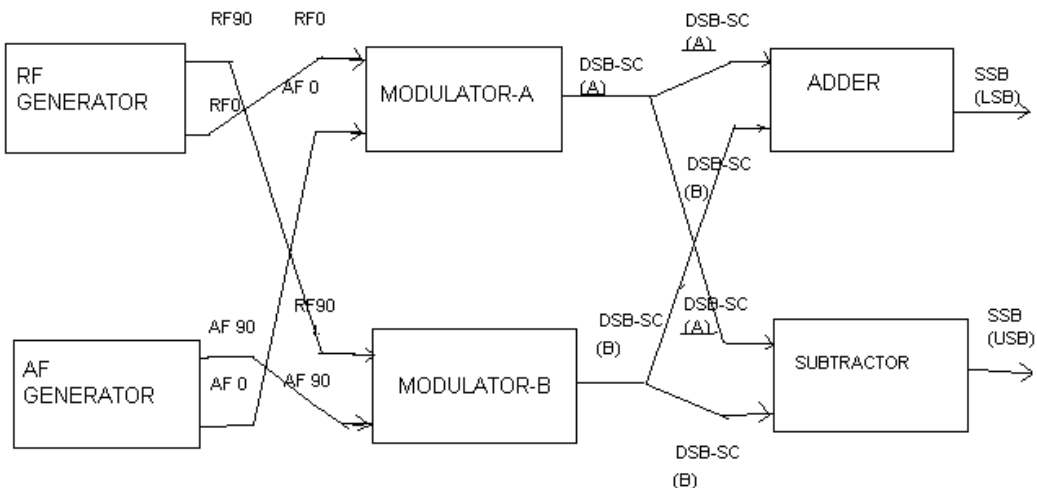 RF90
RF0
DSB-SC
(A)
RF
GENERATOR
RF0
AF 0
MODULATOR-A
DSB-SC
(A)
ADDER
SSB
(LSB)
DSB-SC
(B)
RF90
AF 90
DSB-SC
(B)
DSB-SC
(A)
SSB
(USB)
AF
GENERATOR
AF 0
AF 90
MODULATOR-B
SUBTRACTOR
DSB-SC
(B)